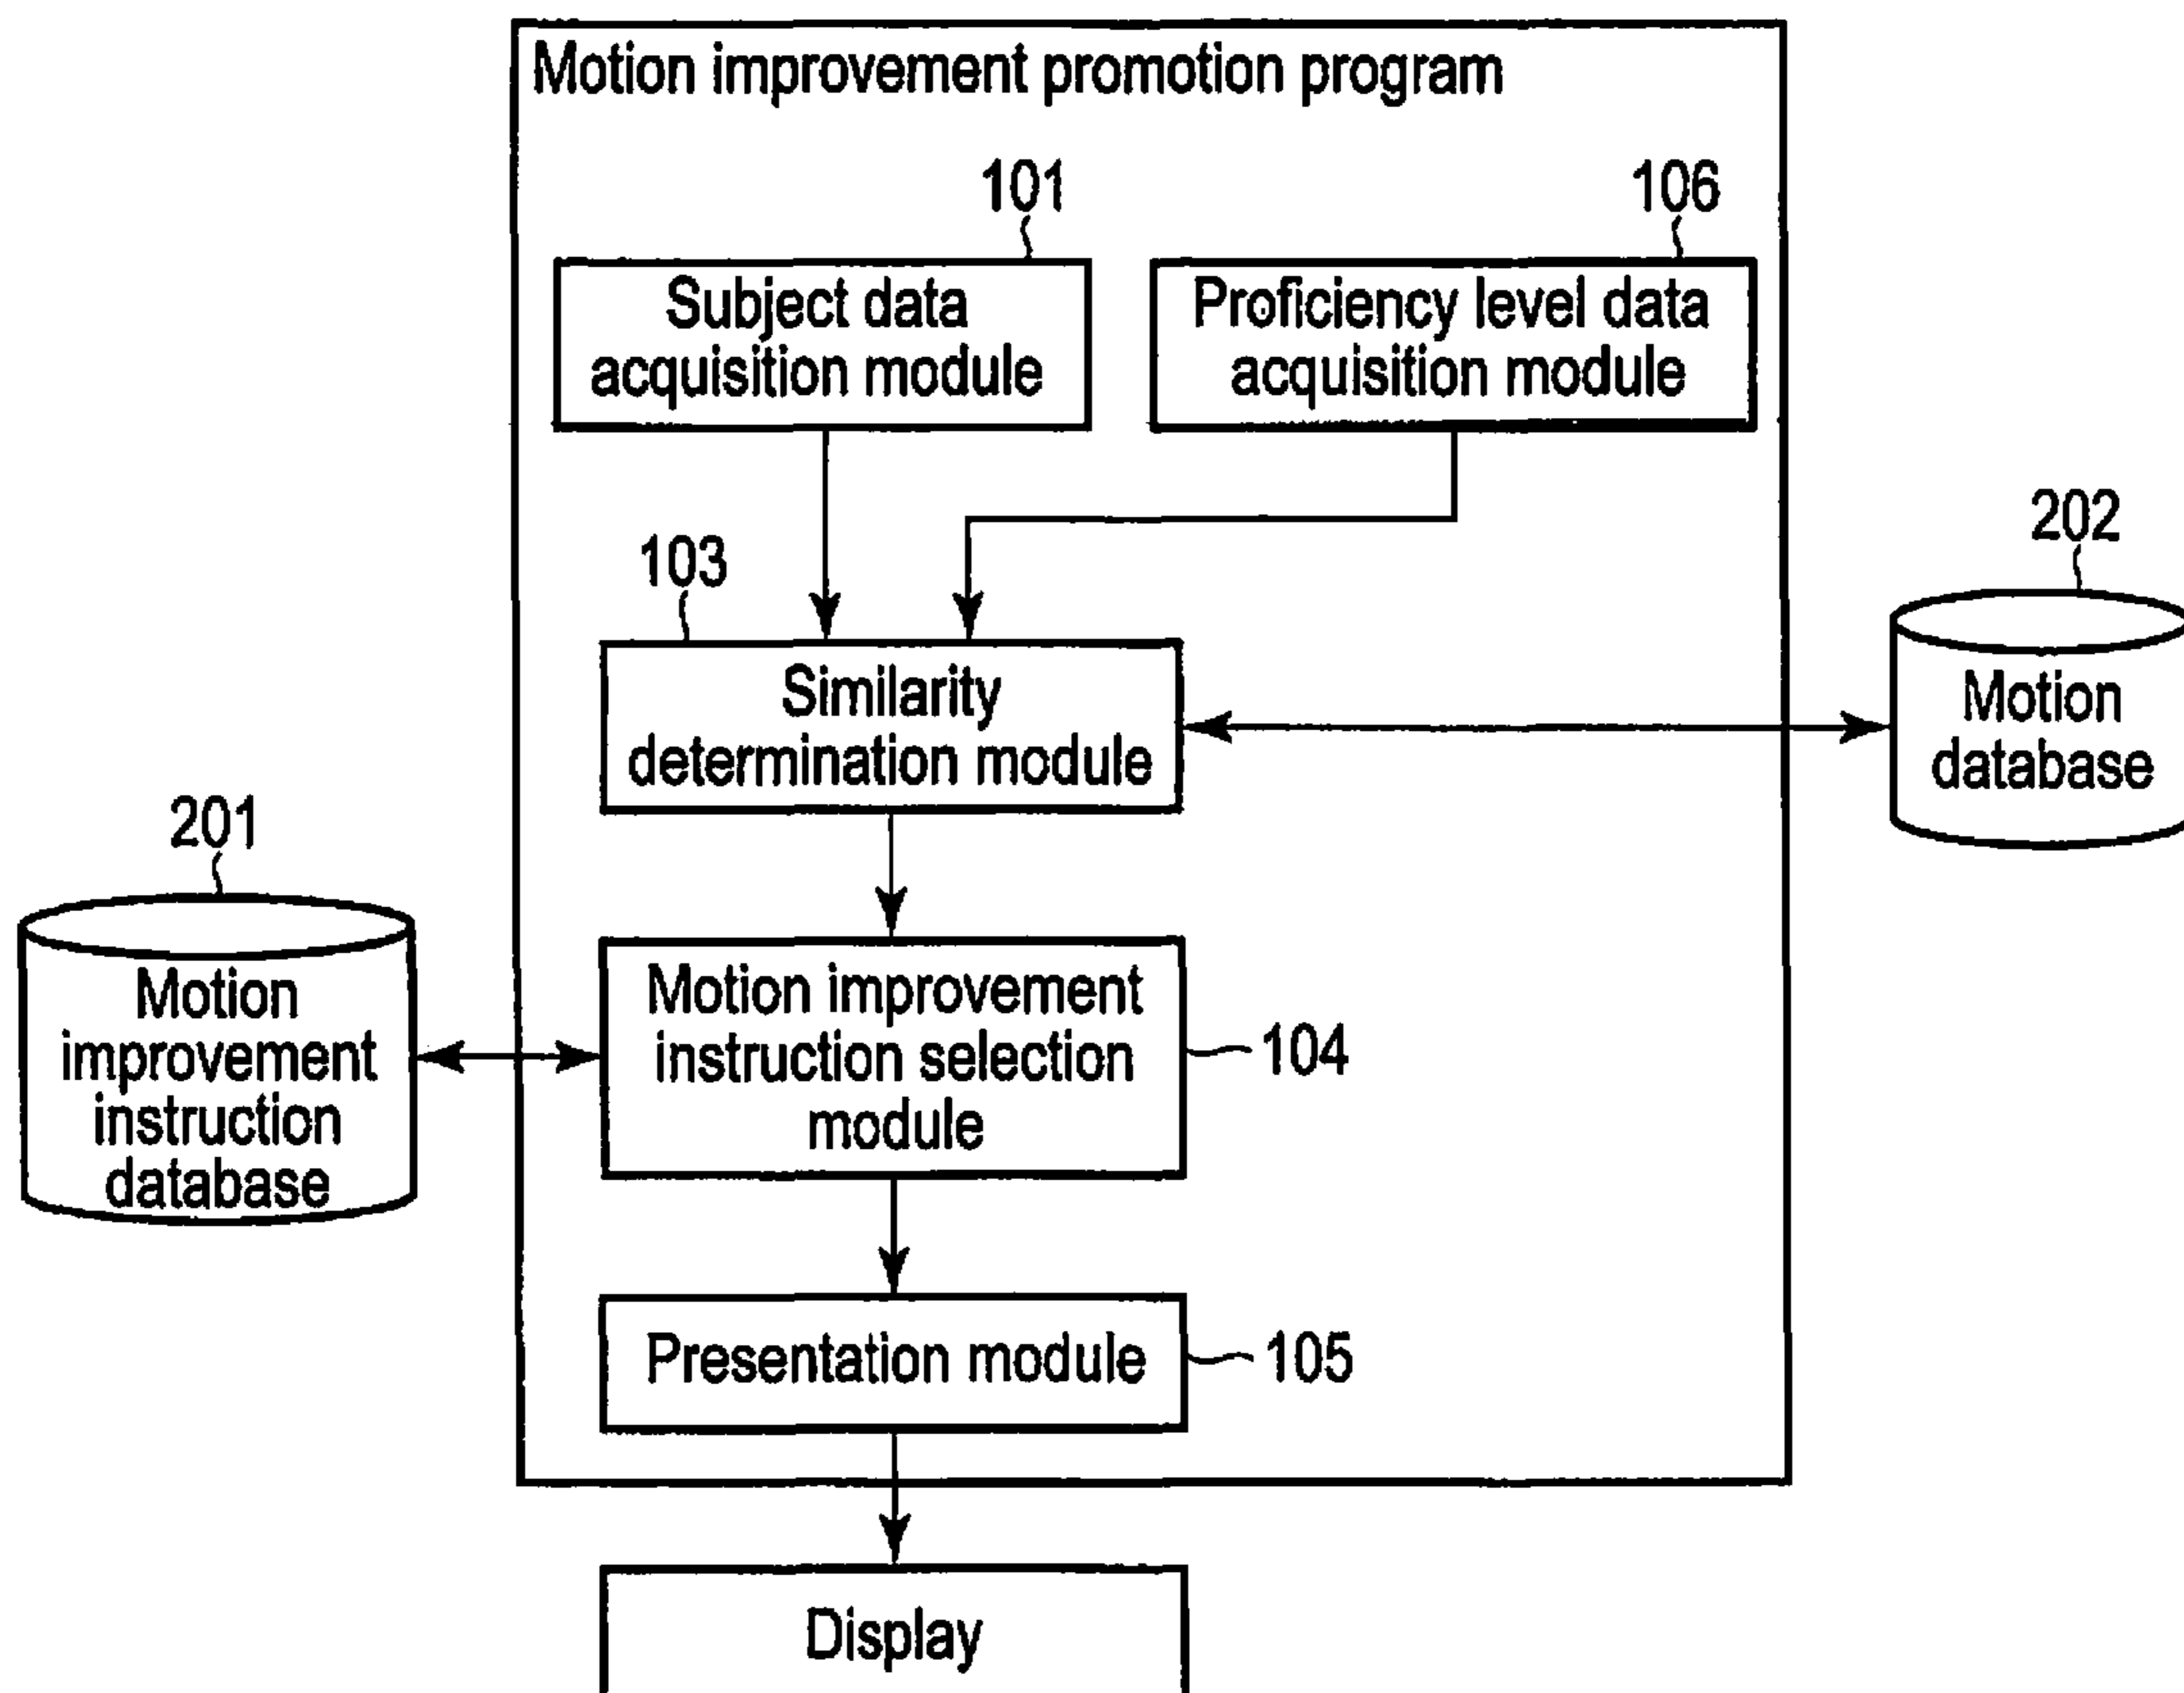 Motion improvement promotion program
101
106
Subject data
acquisition module
Proficiency level data
acquisition module
202
103
Similarity
determination module
Motion
database
201
Motion improvement
instruction selection
module
104
Motion
improvement
instruction
database
Presentation module
105
Display